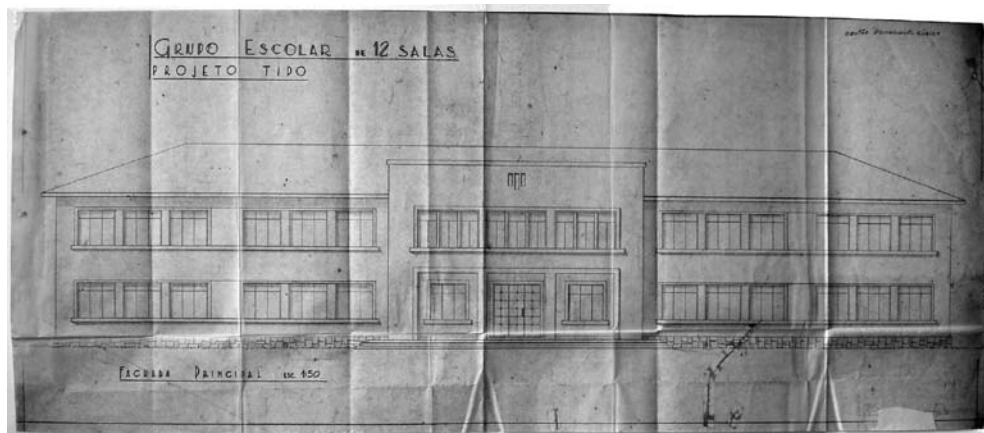 GRUPO ESCOLAR DE 12 SALAS
PROJETO TIPO
FACHADA PRINCIPAL ESC. 1:50